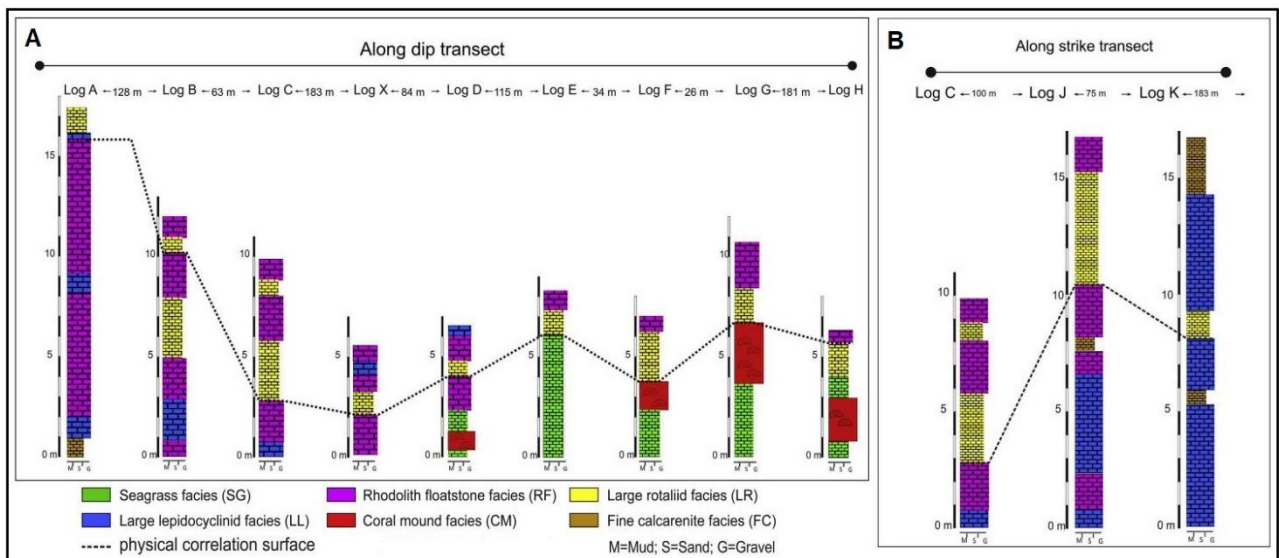 A
Along dip transect
Log A ←128 m→ Log B ←63 m→ Log C ←183 m→ Log X ←84 m→ Log D ←115 m→ Log E ←34 m→ Log F ←26 m→ Log G ←181 m→ Log H
15
10
5
0 m
M S G
10
5
0 m
M S G
10
5
0 m
M S G
5
0 m
M S G
5
0 m
M S G
5
0 m
M S G
5
0 m
M S G
10
5
0 m
M S G
5
0 m
M S G
B
Along strike transect
Log C ←100 m → Log J ←75 m → Log K ←183 m →
10
5
0 m
M S G
15
10
5
0 m
M S G
15
10
5
0 m
M S G
Seagrass facies (SG)
Rhodolith floatstone facies (RF)
Large rotaliid facies (LR)
Large lepidocyclinid facies (LL)
Coral mound facies (CM)
Fine calcarenite facies (FC)
physical correlation surface
M=Mud; S=Sand; G=Gravel